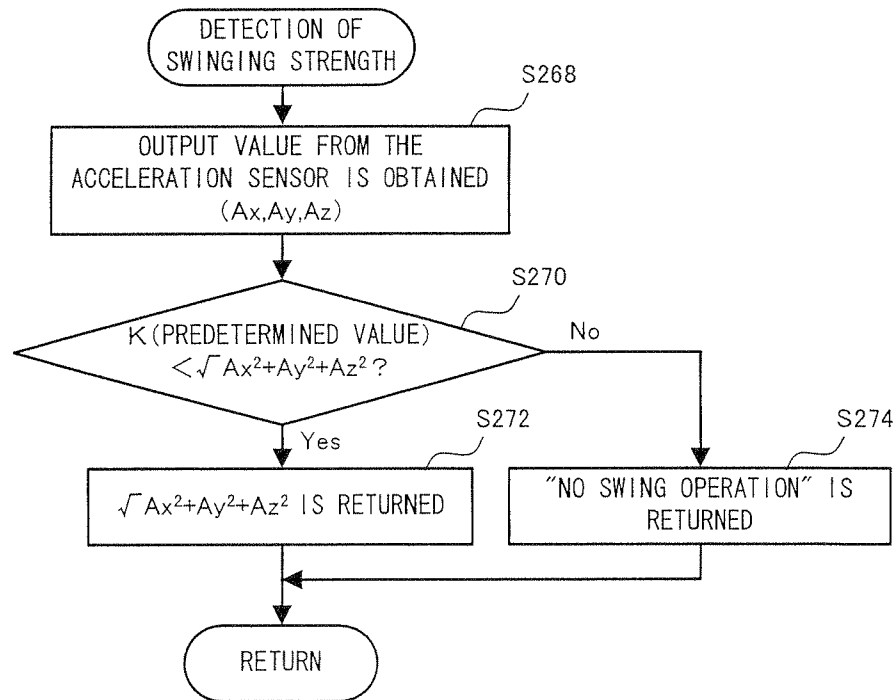 DETECTION OF
SWINGING STRENGTH
S268
OUTPUT VALUE FROM THE
ACCELERATION SENSOR IS OBTAINED
(Ax,Ay,Az)
S270
K(PREDETERMINED VALUE)
<√Ax²+Ay²+Az²?
No
Yes
S272
√Ax²+Ay²+Az² IS RETURNED
S274
"NO SWING OPERATION" IS
RETURNED
RETURN